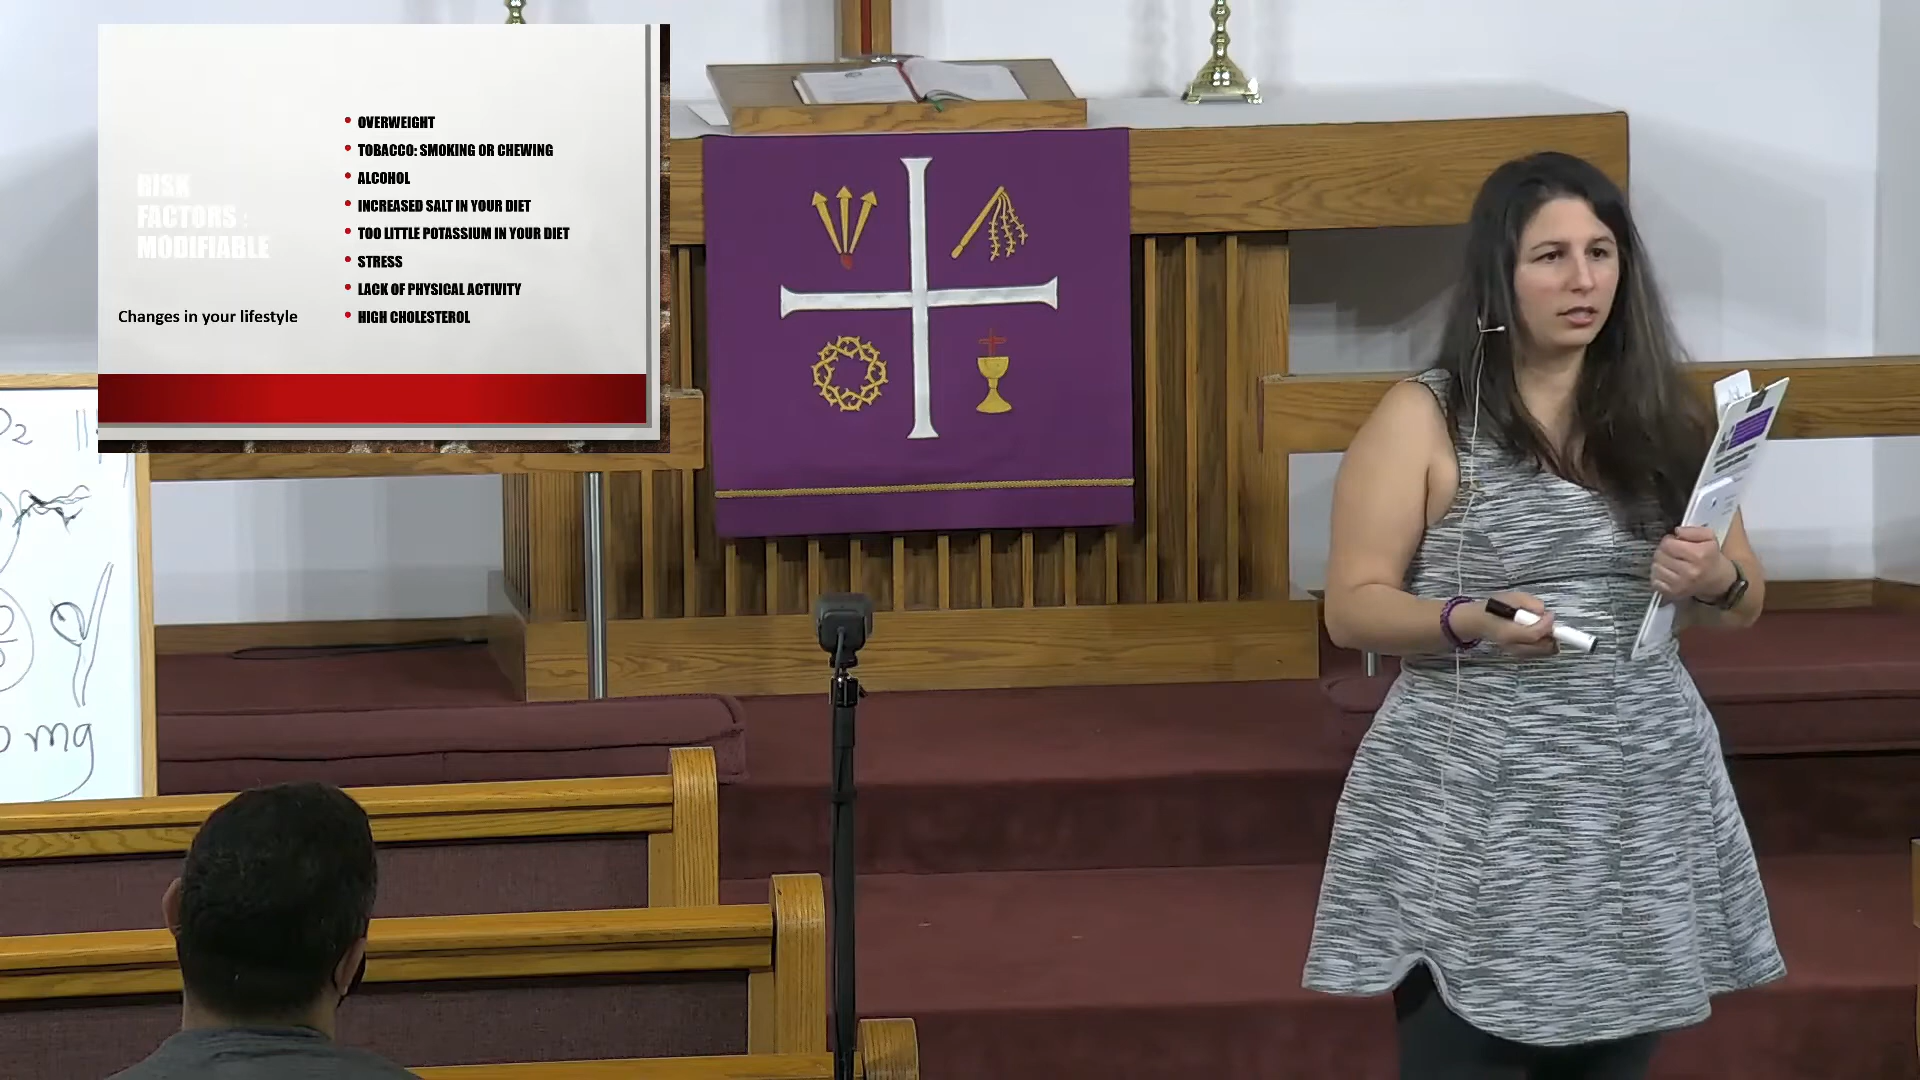 RISK
FACTORS :
MODIFIABLE
Changes in your lifestyle
• OVERWEIGHT
• TOBACCO: SMOKING OR CHEWING
• ALCOHOL
• INCREASED SALT IN YOUR DIET
• TOO LITTLE POTASSIUM IN YOUR DIET
• STRESS
• LACK OF PHYSICAL ACTIVITY
• HIGH CHOLESTEROL
mg